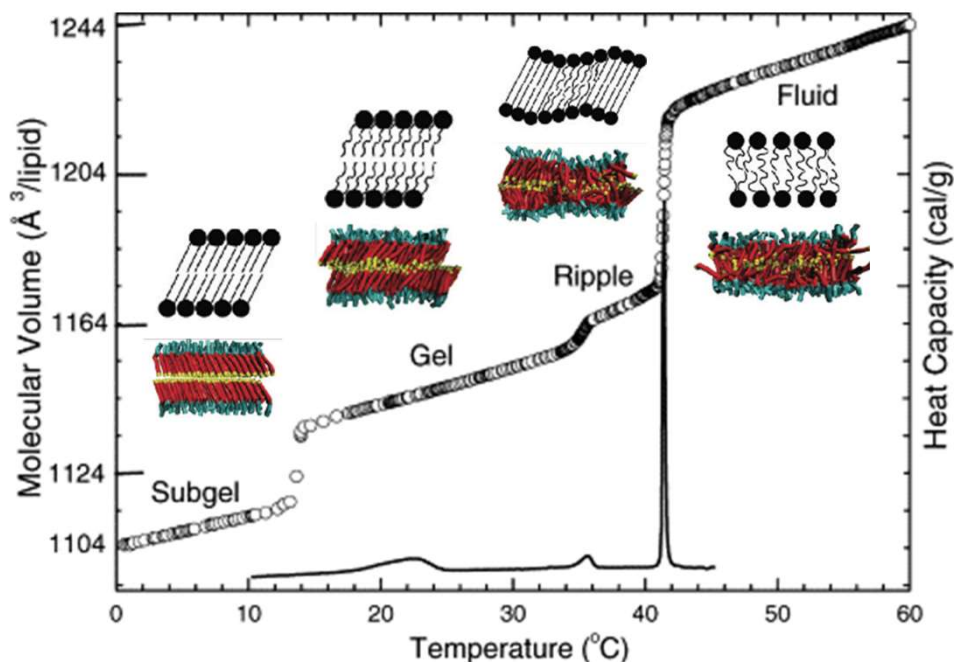 Molecular Volume (Å³/lipid)
1244
1204
1164
1124
1104
Subgel
Gel
Ripple
Fluid
Heat Capacity (cal/g)
0
10
20
30
40
50
60
Temperature (°C)